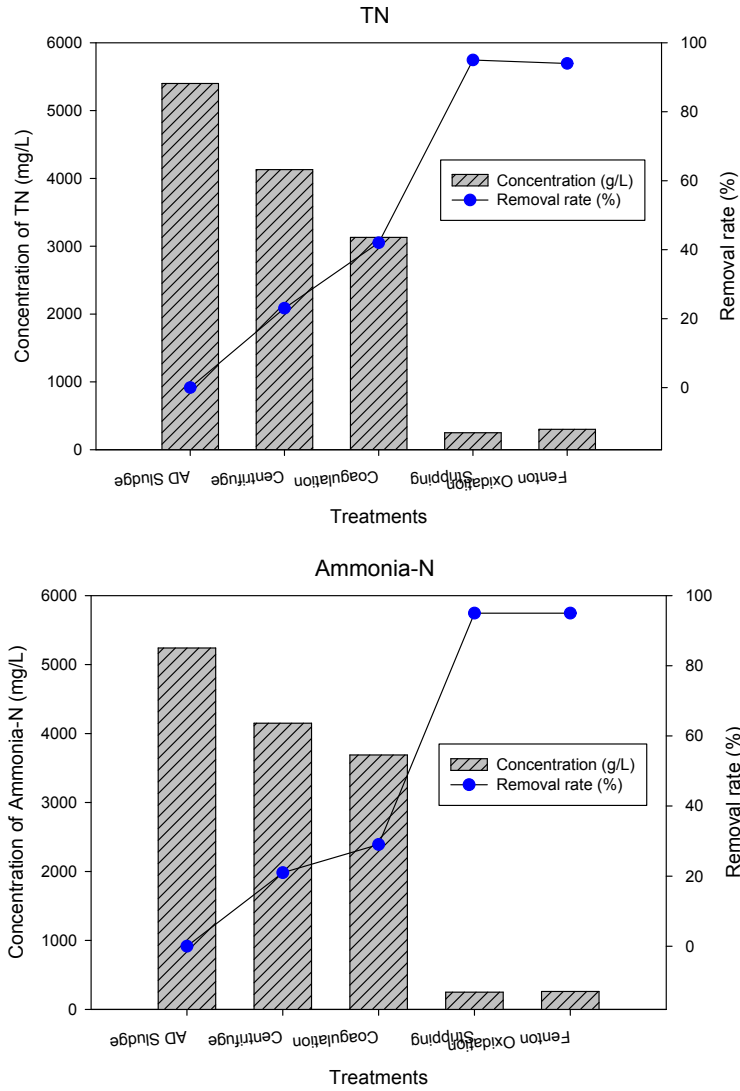 TN
Concentration of TN (mg/L)
6000
5000
4000
3000
2000
1000
0
100
80
60
40
20
0
Removal rate (%)
Concentration (g/L)
Removal rate (%)
AD Sludge
Centrifuge
Coagulation
Stripping
Fenton Oxidation
Treatments
Ammonia-N
Concentration of Ammonia-N (mg/L)
6000
5000
4000
3000
2000
1000
0
100
80
60
40
20
0
Removal rate (%)
Concentration (g/L)
Removal rate (%)
AD Sludge
Centrifuge
Coagulation
Stripping
Fenton Oxidation
Treatments